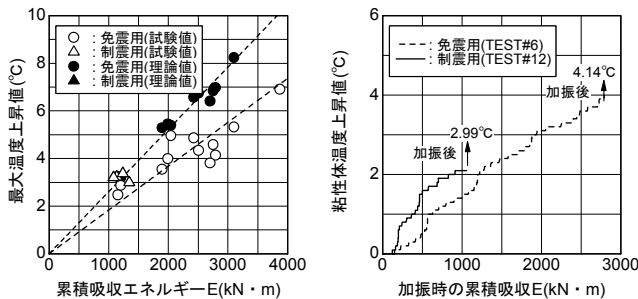 最大温度上昇値(℃)
10
8
6
4
2
0
0
1000
2000
3000
4000
○ : 免震用(試験値)
△ : 制震用(試験値)
● : 免震用(理論値)
▲ : 制震用(理論値)
累積吸収エネルギーE(kN・m)
粘性体温度上昇値(℃)
6
4
2
0
0
1000
2000
3000
: 免震用(TEST#6)
: 制震用(TEST#12)
4.14℃
加振後
2.99℃
加振後
加振時の累積吸収E(kN・m)